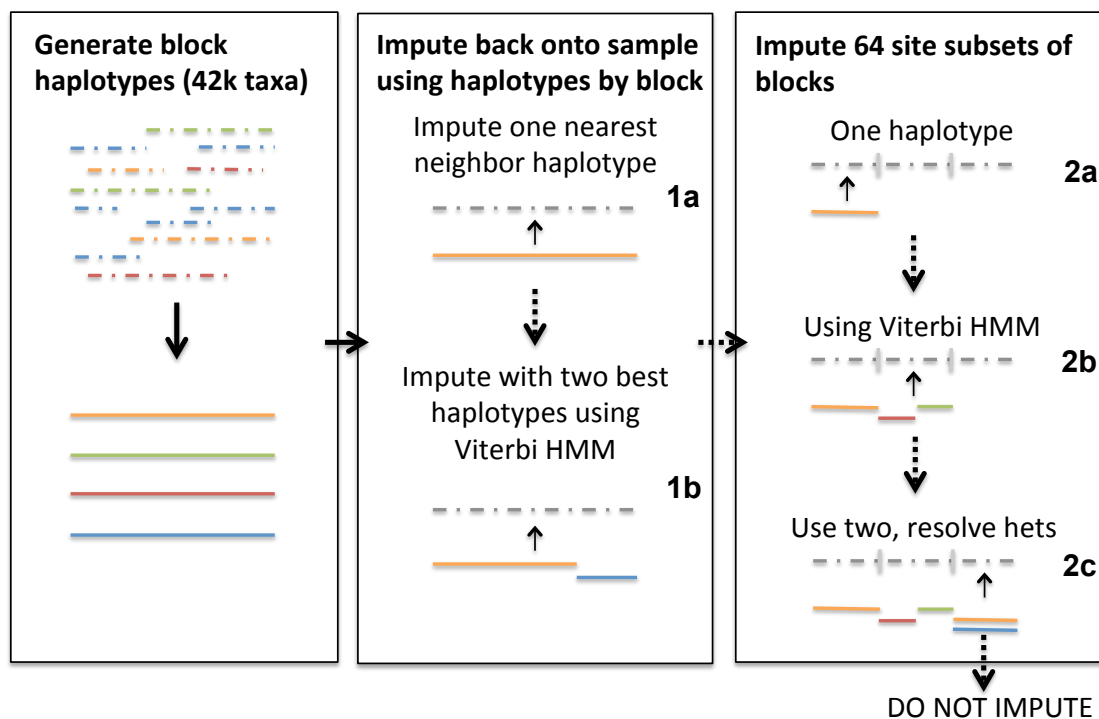 Generate block
haplotypes (42k taxa)
Impute back onto sample
using haplotypes by block
Impute one nearest
neighbor haplotype
1a
Impute with two best
haplotypes using
Viterbi HMM
1b
Impute 64 site subsets of
blocks
One haplotype
2a
Using Viterbi HMM
2b
Use two, resolve hets
2c
DO NOT IMPUTE